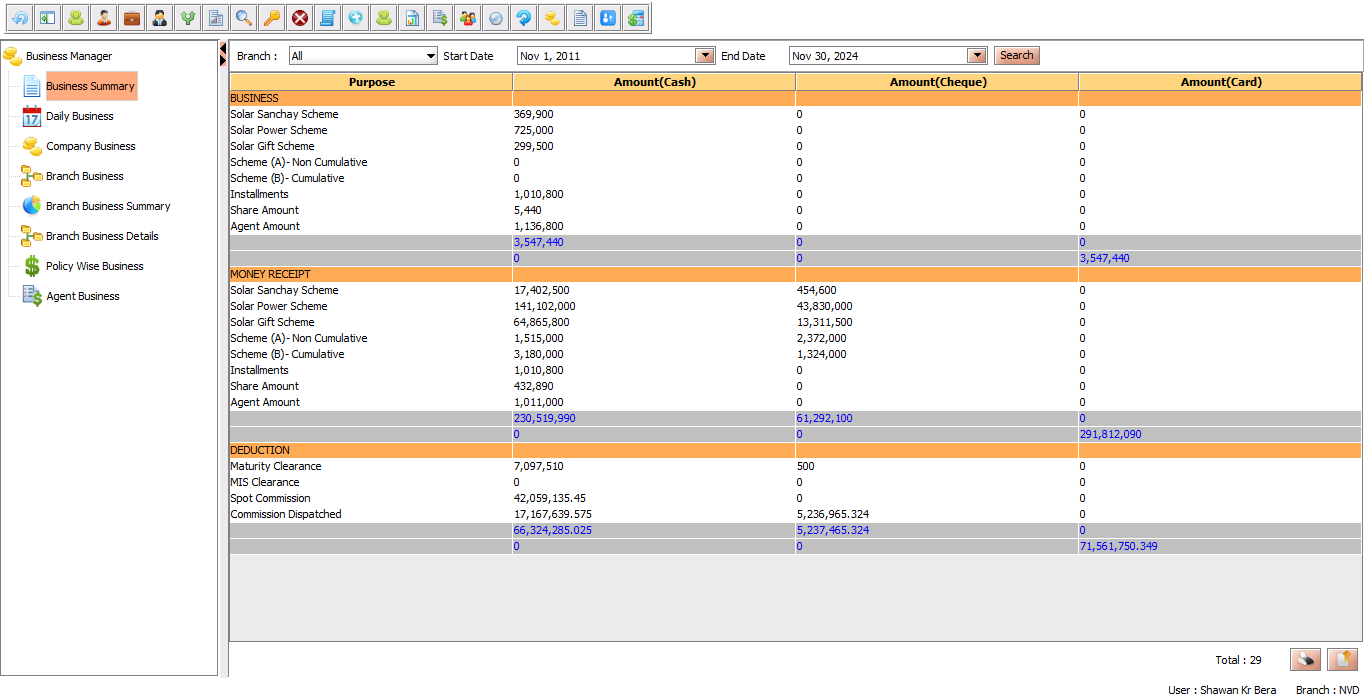 Branch : All Start Date Nov 1, 2011 End Date Nov 30, 2024 Search
Business Manager
Business Summary
17 Daily Business
Company Business
Branch Business
Branch Business Summary
Branch Business Details
Policy Wise Business
Agent Business
Purpose Amount(Cash) Amount(Cheque) Amount(Card)
BUSINESS
Solar Sanchay Scheme 369,900 0 0
Solar Power Scheme 725,000 0 0
Solar Gift Scheme 299,500 0 0
Scheme (A)- Non Cumulative 0 0 0
Scheme (B)- Cumulative 0 0 0
Installments 1,010,800 0 0
Share Amount 5,440 0 0
Agent Amount 1,136,800 0 0
3,547,440 0 0
0 0 3,547,440
MONEY RECEIPT
Solar Sanchay Scheme 17,402,500 454,600 0
Solar Power Scheme 141,102,000 43,830,000 0
Solar Gift Scheme 64,865,800 13,311,500 0
Scheme (A)- Non Cumulative 1,515,000 2,372,000 0
Scheme (B)- Cumulative 3,180,000 1,324,000 0
Installments 1,010,800 0 0
Share Amount 432,890 0 0
Agent Amount 1,011,000 0 0
230,519,990 61,292,100 0
0 0 291,812,090
DEDUCTION
Maturity Clearance 7,097,510 500 0
MIS Clearance 0 0 0
Spot Commission 42,059,135.45 0 0
Commission Dispatched 17,167,639.575 5,236,965.324 0
66,324,285.025 5,237,465.324 0
0 0 71,561,750.349
Total : 29
User : Shawan Kr Bera Branch : NVD